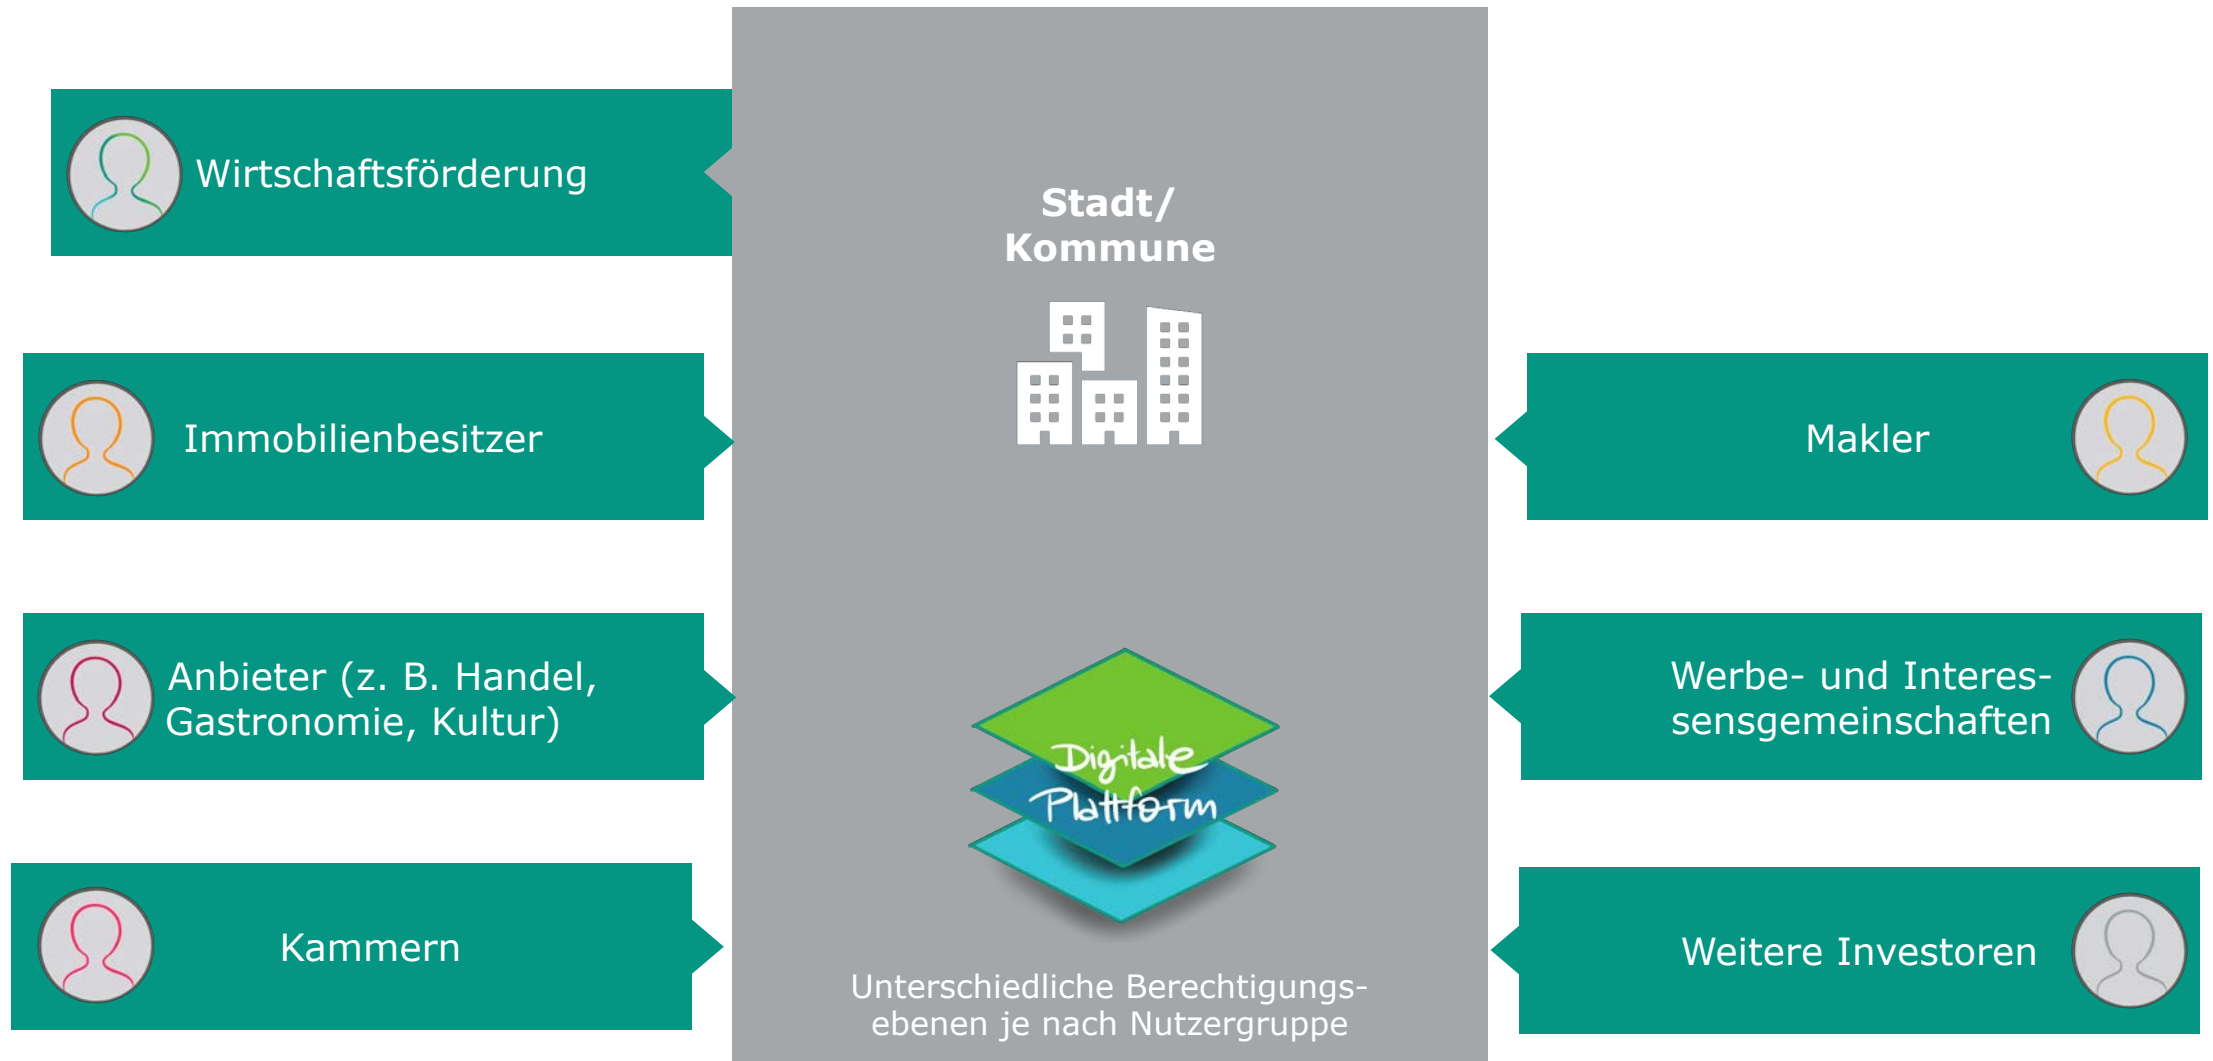 Wirtschaftsförderung
Immobilienbesitzer
Anbieter (z. B. Handel,
Gastronomie, Kultur)
Kammern
Stadt/
Kommune
Digitale
Plattform
Unterschiedliche Berechtigungs-
ebenen je nach Nutzergruppe
Makler
Werbe- und Interes-
sensgemeinschaften
Weitere Investoren